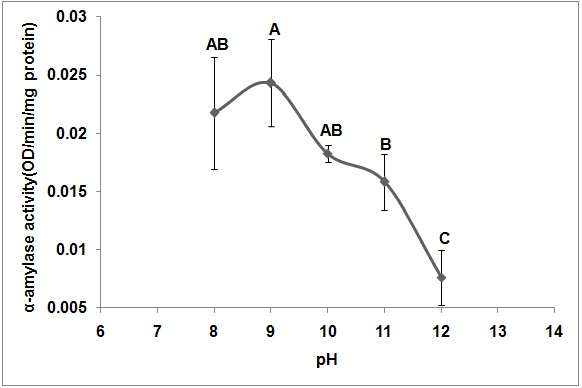 0.03
0.025
0.02
0.015
0.01
0.005
α-amylase activity(OD/min/mg protein)
AB
A
AB
B
C
6 7 8 9 10 11 12 13 14
pH